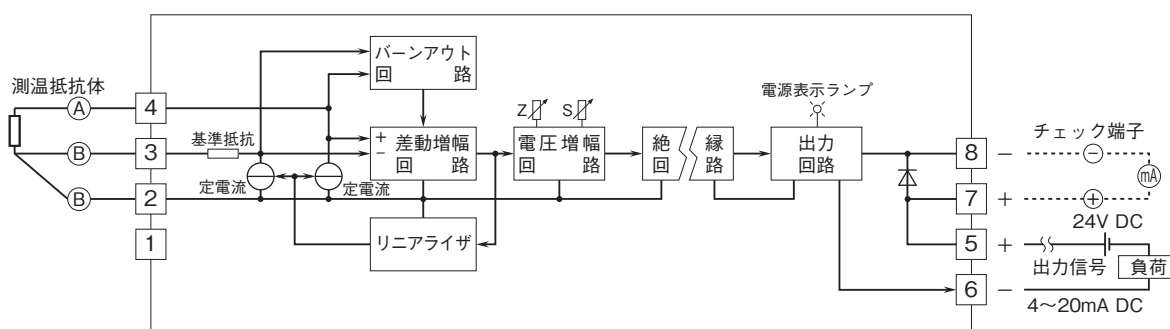 バーンアウト
回　　　路
測温抵抗体
A
4
電源表示ランプ
Z
S
基準抵抗
+
−
差動増幅
回　　路
電圧増幅
回　　路
絶
回
縁
路
出力
回路
8
−
チェック端子
−
B
3
mA
定電流
定電流
B
2
7
+
+
24V DC
1
リニアライザ
5
+
出力信号
負荷
6
−
4〜20mA DC